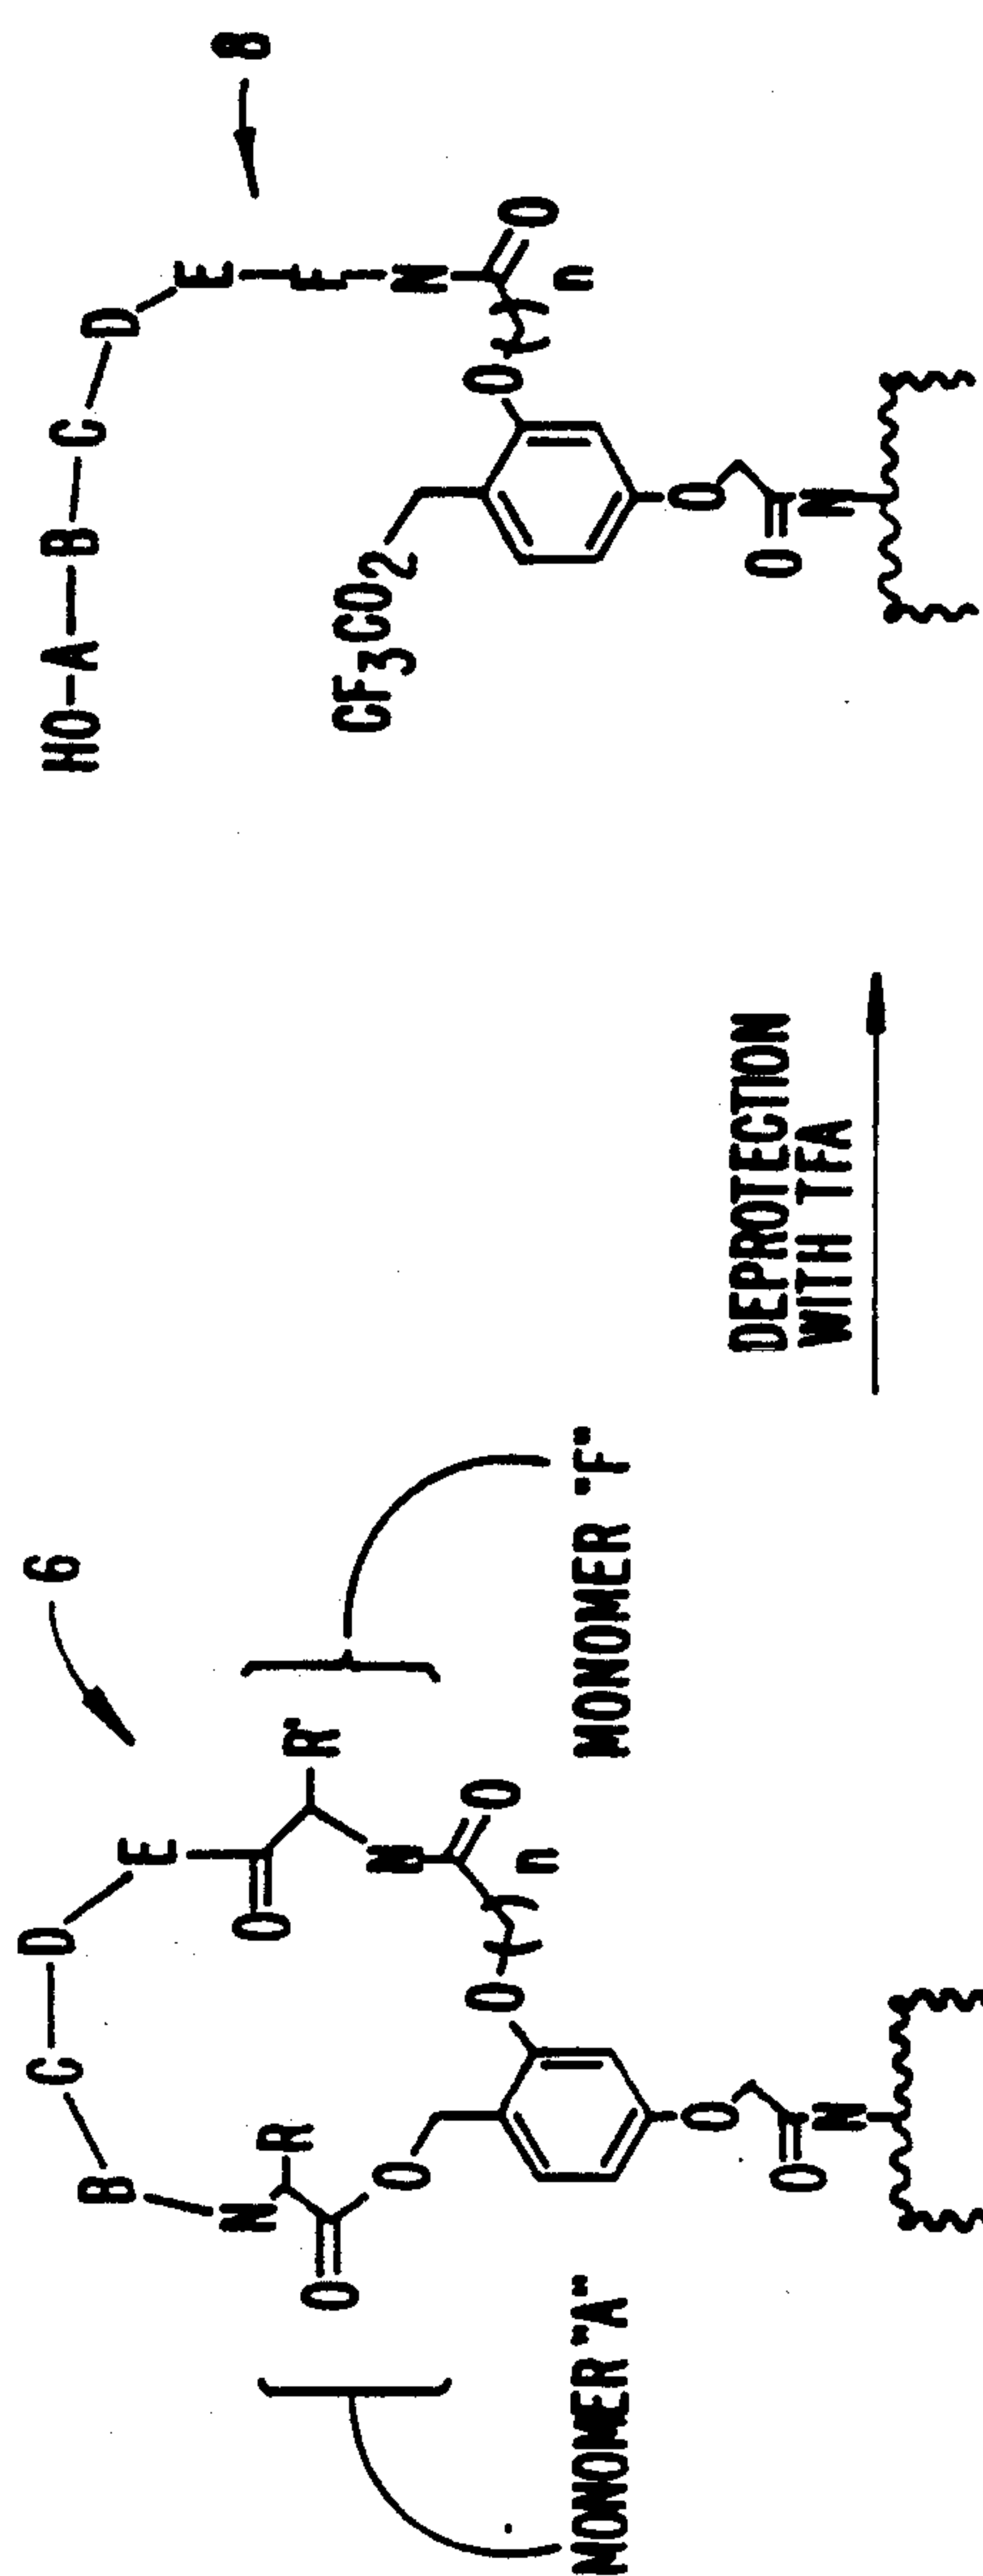 6
B
C
D
E
N
R
O
O
O
R'
N
O
O
n
O
O
N
MONOMER "A"
MONOMER "F"
DEPROTECTION
WITH TFA
8
HO-A-B-C-D-E-F-N
O
n
O
CF3CO2
O
O
N